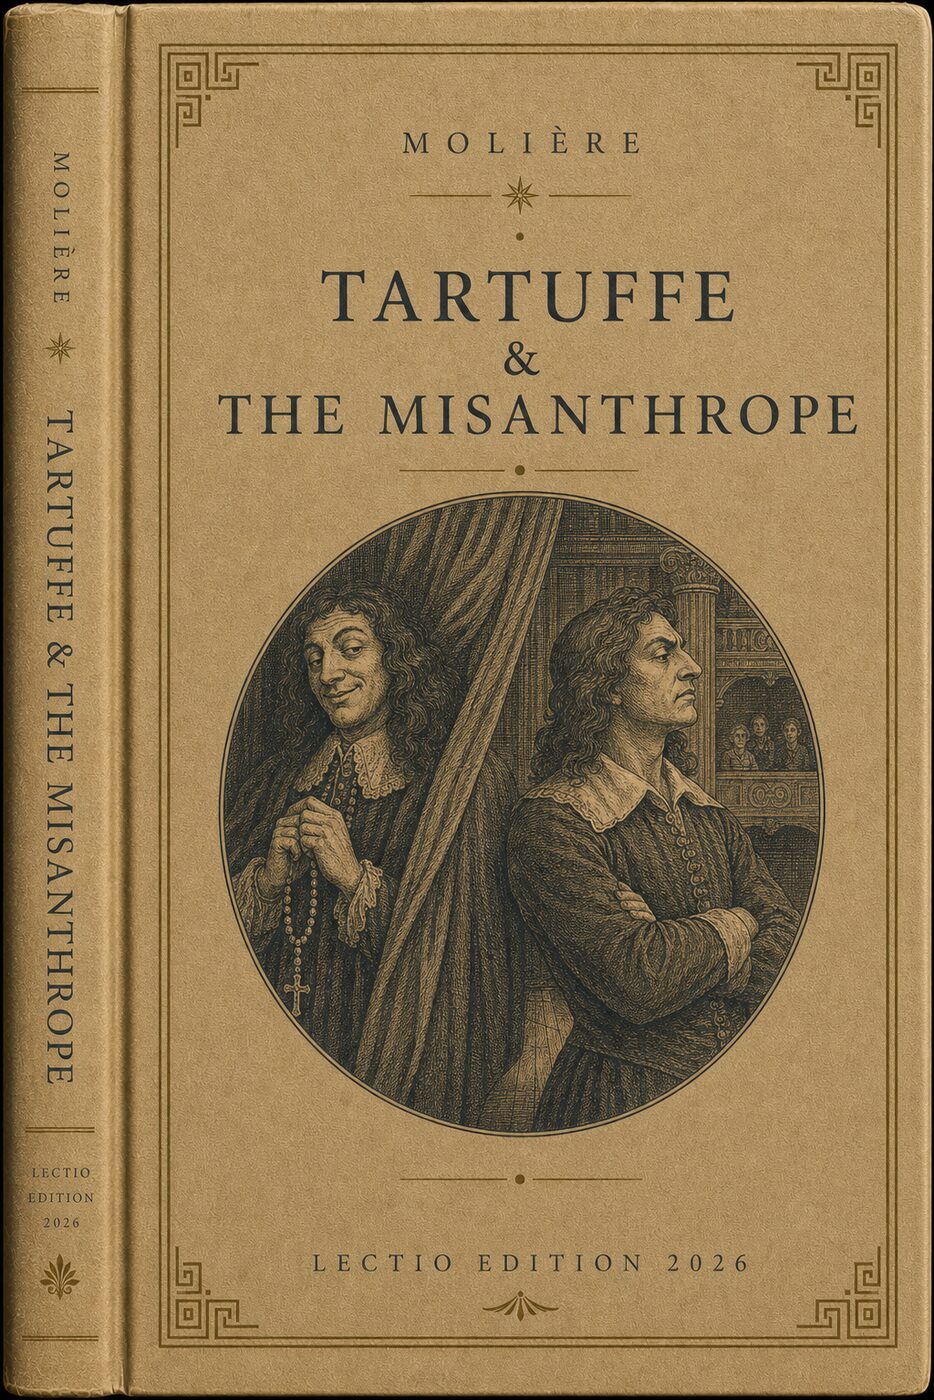 MOLIÈRE
TARTUFFE
&
THE MISANTHROPE
LECTIO EDITION 2026
MOLIÈRE
TARTUFFE & THE MISANTHROPE
LECTIO
EDITION
2026